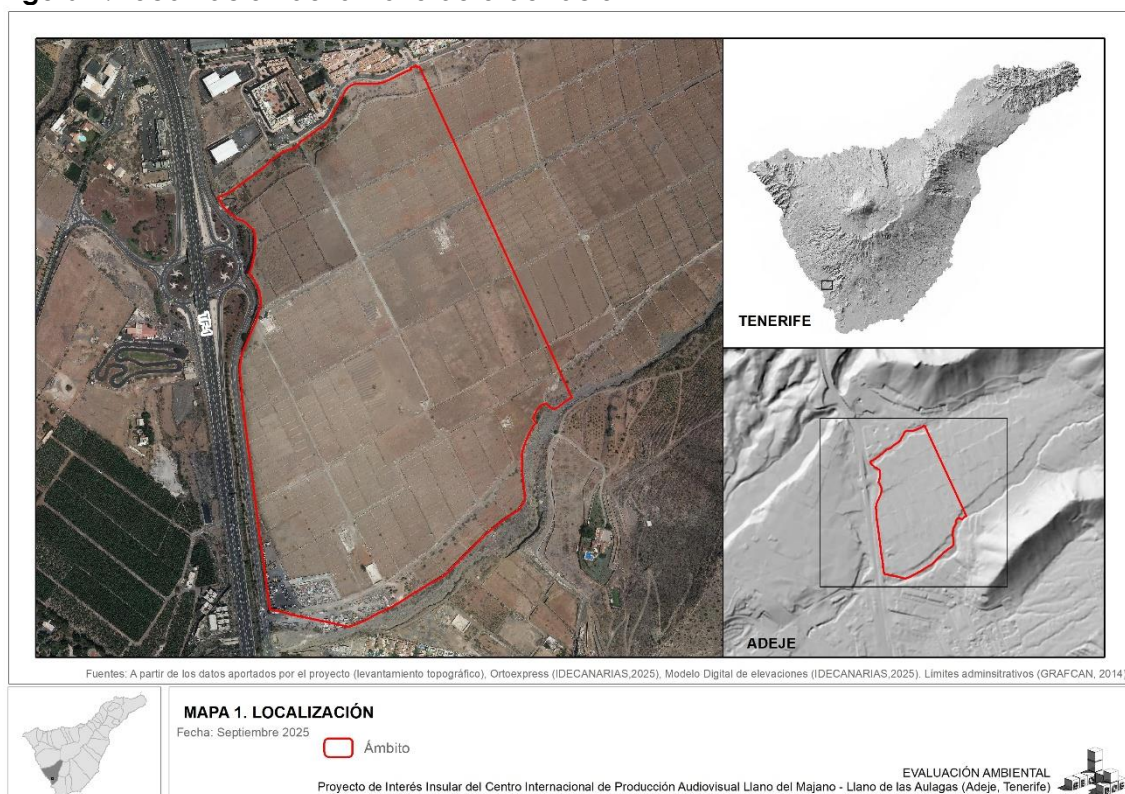 TF-1
TENERIFE
ADEJE
Fuentes: A partir de los datos aportados por el proyecto (levantamiento topográfico), Ortoexpress (IDECANARIAS,2025), Modelo Digital de elevaciones (IDECANARIAS,2025). Límites adminsitrativos (GRAFCAN, 2014)
MAPA 1. LOCALIZACIÓN
Fecha: Septiembre 2025
Ámbito
EVALUACIÓN AMBIENTAL
Proyecto de Interés Insular del Centro Internacional de Producción Audiovisual Llano del Majano - Llano de las Aulagas (Adeje, Tenerife)